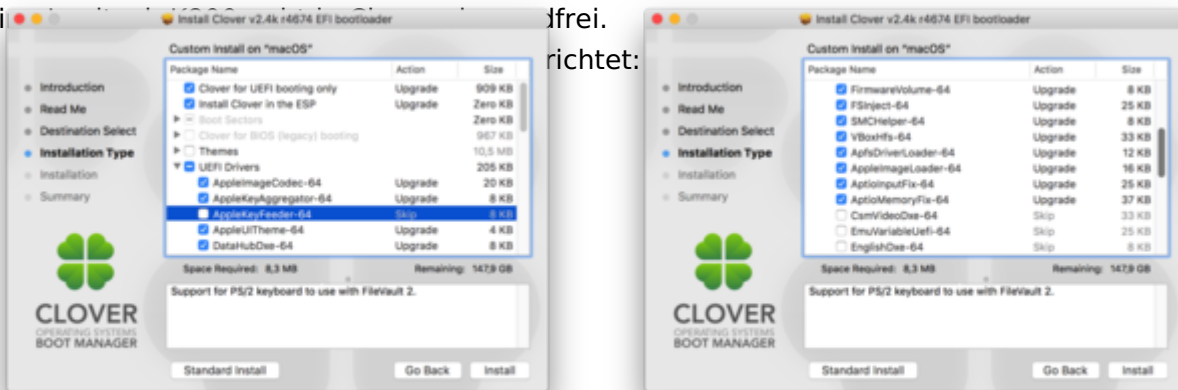 dfrei.
richtet:
Install Clover v2.4k r4674 EFI bootloader
Custom Install on "macOS"
Introduction
Read Me
Destination Select
Installation Type
Installation
Summary
Package Name Action Size
Clover for UEFI booting only Upgrade 909 KB
Install Clover in the ESP Upgrade Zero KB
Boot Sectors Zero KB
Clover for BIOS (legacy) booting 967 KB
Themes 10,5 MB
UEFI Drivers 205 KB
AppleImageCodec-64 Upgrade 20 KB
AppleKeyAggregator-64 Upgrade 8 KB
AppleKeyFeeder-64 Skip 8 KB
AppleUITheme-64 Upgrade 4 KB
DataHubDxe-64 Upgrade 8 KB
Space Required: 8,3 MB Remaining: 147,9 GB
Support for PS/2 keyboard to use with FileVault 2.
CLOVER
OPERATING SYSTEMS
BOOT MANAGER
Standard Install Go Back Install
Install Clover v2.4k r4674 EFI bootloader
Custom Install on "macOS"
Introduction
Read Me
Destination Select
Installation Type
Installation
Summary
Package Name Action Size
FirmwareVolume-64 Upgrade 8 KB
FSInject-64 Upgrade 25 KB
SMCHelper-64 Upgrade 8 KB
VBoxHfs-64 Upgrade 33 KB
ApfsDriverLoader-64 Upgrade 12 KB
AppleImageLoader-64 Upgrade 16 KB
AptioInputFix-64 Upgrade 25 KB
AptioMemoryFix-64 Upgrade 37 KB
CsmVideoDxe-64 Skip 33 KB
EmuVariableUefi-64 Skip 25 KB
EnglishDxe-64 Skip 8 KB
Space Required: 8,3 MB Remaining: 147,9 GB
Support for PS/2 keyboard to use with FileVault 2.
CLOVER
OPERATING SYSTEMS
BOOT MANAGER
Standard Install Go Back Install